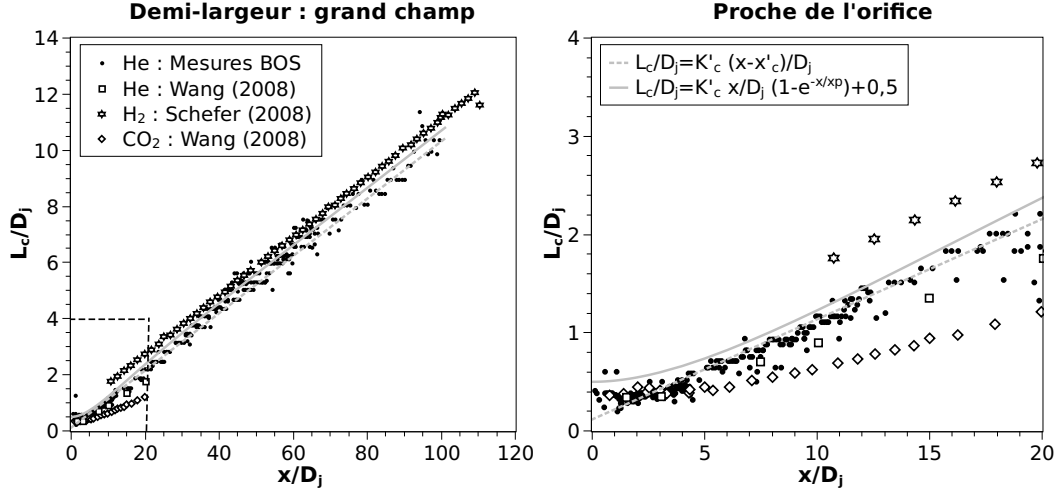 Demi-largeur : grand champ
14
12
10
8
6
4
2
0
L_c/D_j
He : Mesures BOS
He : Wang (2008)
H₂ : Schefer (2008)
CO₂ : Wang (2008)
0 20 40 60 80 100 120
x/D_j
Proche de l'orifice
4
3
2
1
0
L_c/D_j
L_c/D_j=K'_c (x-x'_c)/D_j
L_c/D_j=K'_c x/D_j (1-e^-x/xp)+0,5
0 5 10 15 20
x/D_j